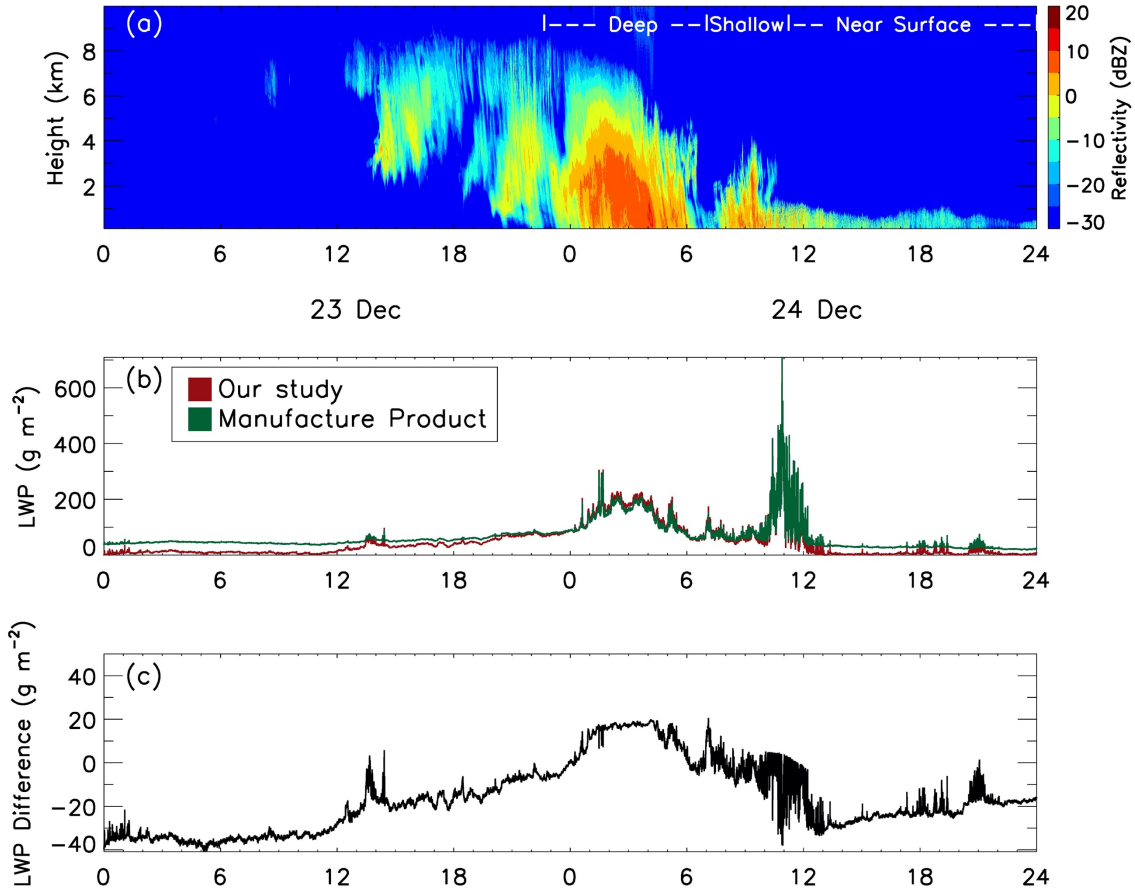 (a)
|--- Deep ---|Shallow|-- Near Surface ---|
Height (km)
8
6
4
2
0 6 12 18 0 6 12 18 24
20
10
0
−10
−20
−30
Reflectivity (dBZ)
23 Dec 24 Dec
(b)
Our study
Manufacture Product
LWP (g m⁻²)
600
400
200
0
0 6 12 18 0 6 12 18 24
(c)
LWP Difference (g m⁻²)
40
20
0
−20
−40
0 6 12 18 0 6 12 18 24